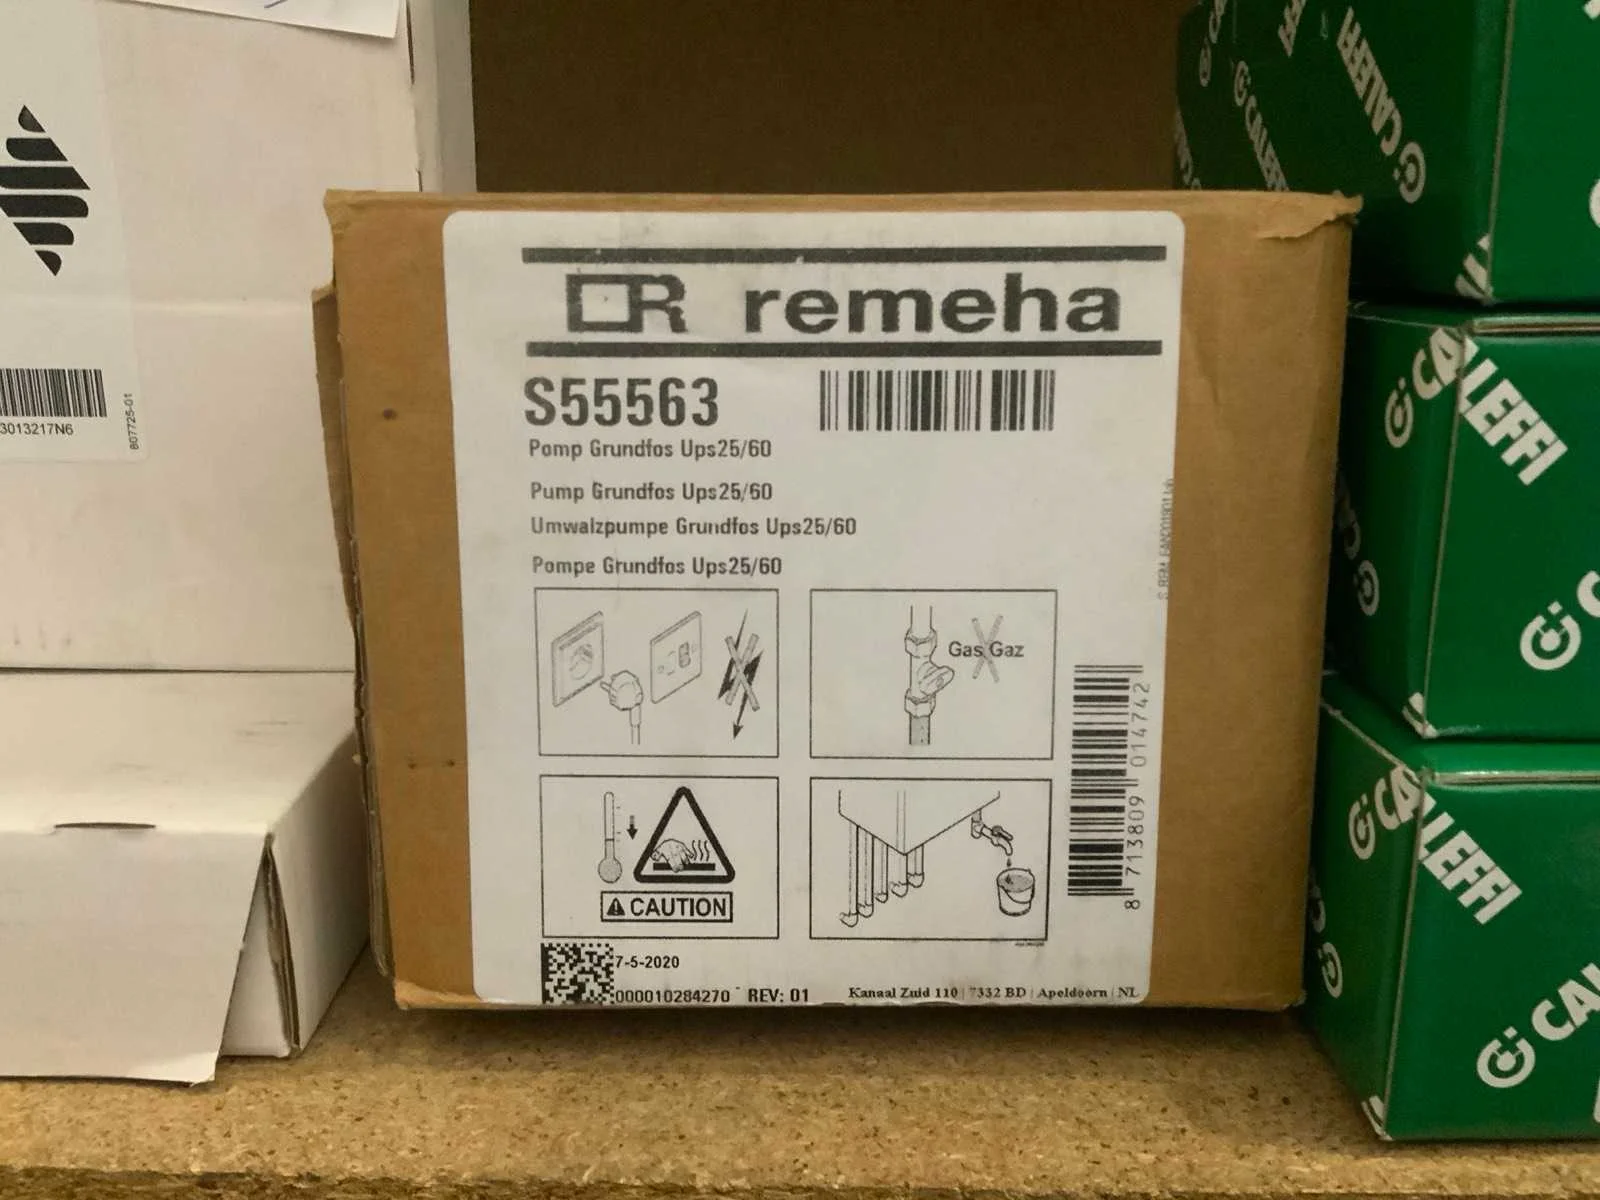 3013217N6
807725-01
remeha
S55563
Pomp Grundfos Ups25/60
Pump Grundfos Ups25/60
Umwalzpumpe Grundfos Ups25/60
Pompe Grundfos Ups25/60
Gas Gaz
CAUTION
8 713809 014742
7-5-2020
000010284270 REV: 01
Kanaal Zuid 110 | 7332 BD | Apeldoorn | NL
CALEFFI
CALEFFI
CALEFFI
CALEFFI